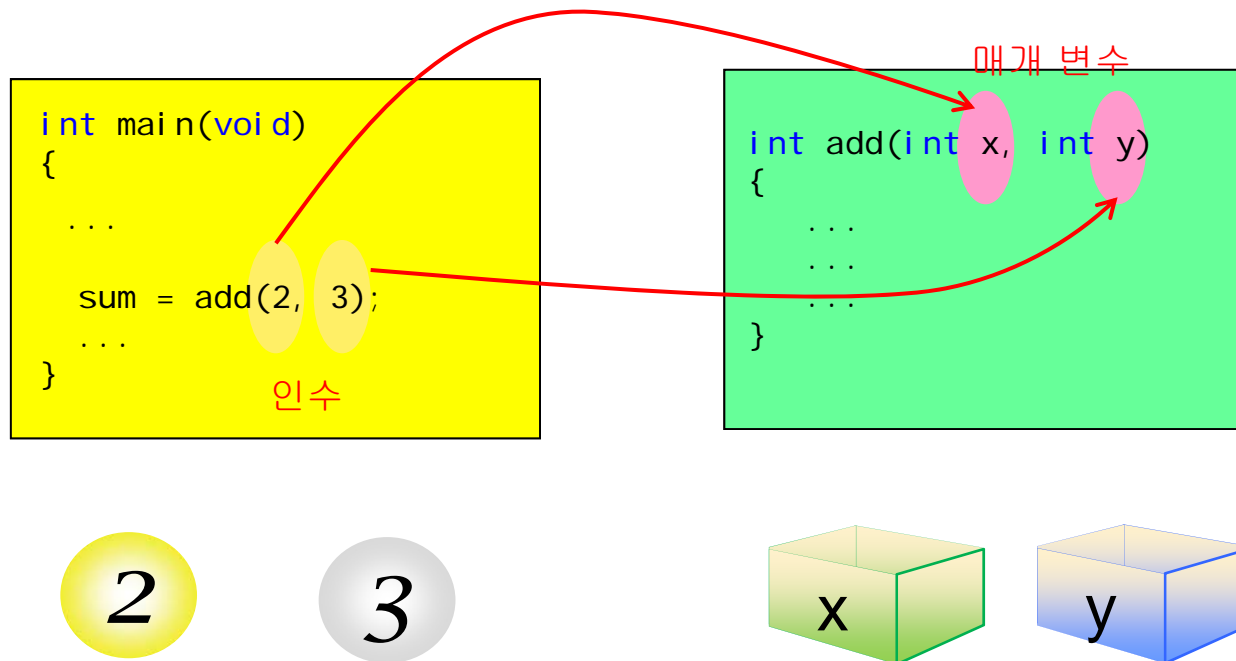 int main(void)
{
...
sum = add(2, 3);
...
}
인수
매개 변수
int add(int x, int y)
{
...
...
...
}
2
3
x
y